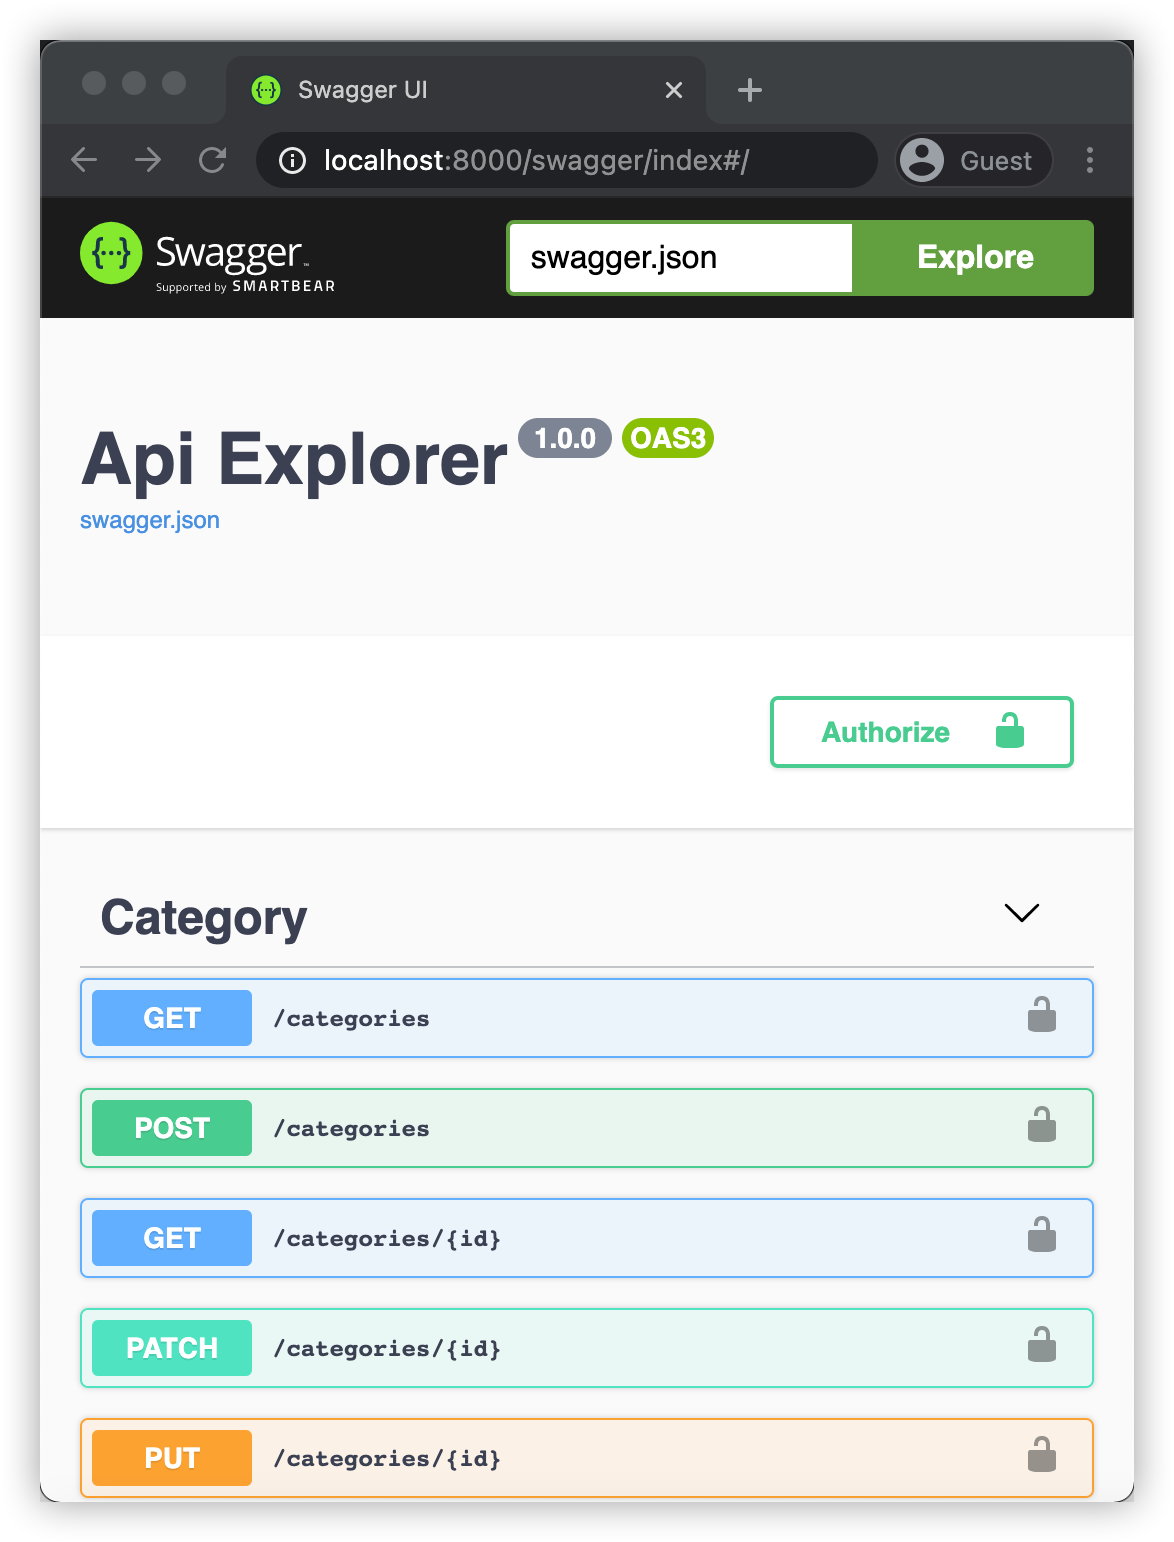 Swagger UI
localhost:8000/swagger/index#/
Guest
Swagger™
Supported by SMARTBEAR
swagger.json
Explore
Api Explorer 1.0.0 OAS3
swagger.json
Authorize
Category
GET /categories
POST /categories
GET /categories/{id}
PATCH /categories/{id}
PUT /categories/{id}